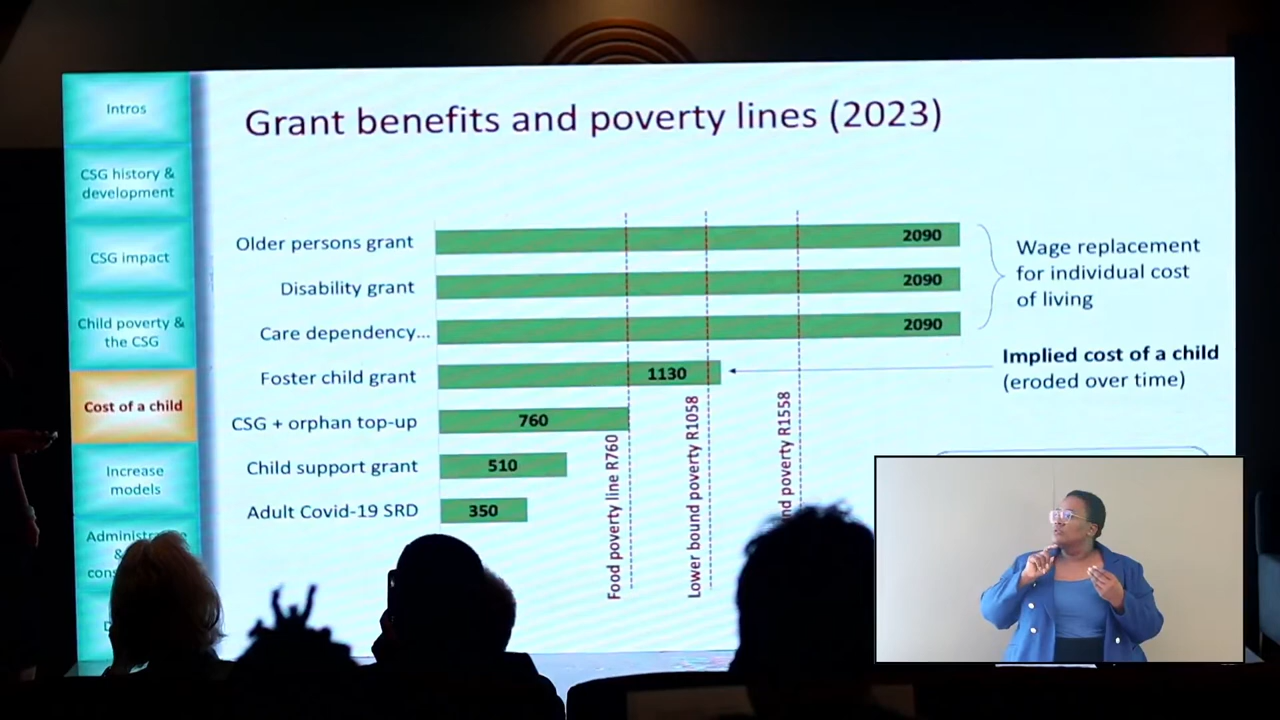 Grant benefits and poverty lines (2023)
Intros
CSG history &
development
CSG impact
Child poverty &
the CSG
Cost of a child
Increase
models
&
Older persons grant
2090
Disability grant
2090
Care dependency...
2090
Foster child grant
1130
CSG + orphan top-up
760
Child support grant
510
Adult Covid-19 SRD
350
Food poverty line R760
Lower bound poverty R1058
poverty R1558
Wage replacement
for individual cost
of living
Implied cost of a child
(eroded over time)